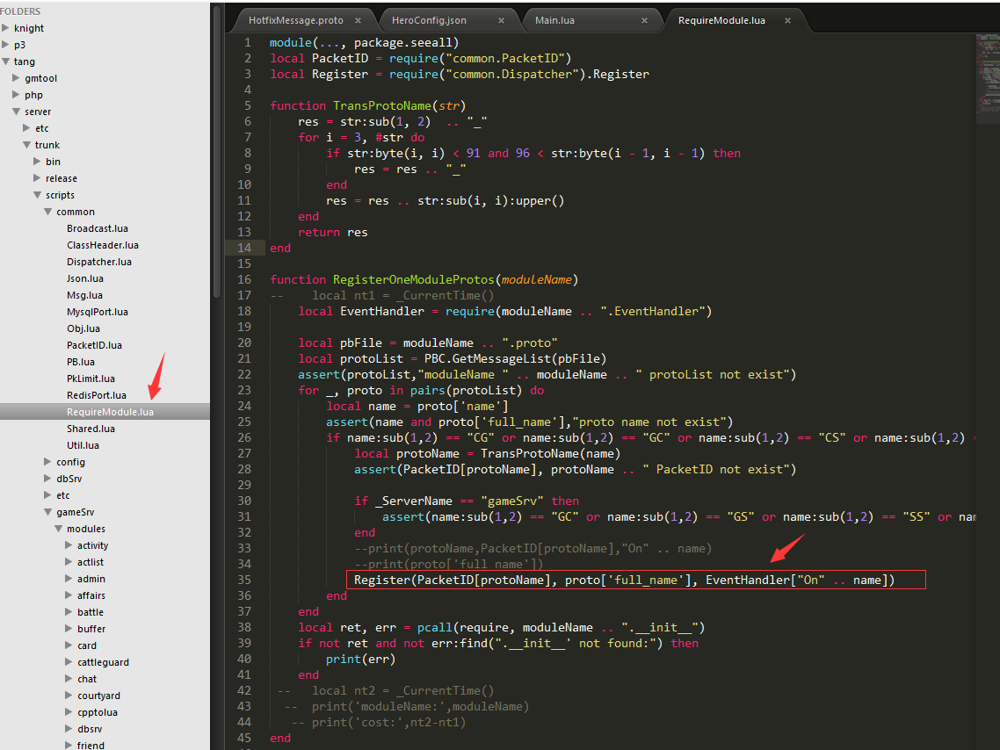 FOLDERS
knight
p3
tang
gmtool
php
server
etc
trunk
bin
release
scripts
common
Broadcast.lua
ClassHeader.lua
Dispatcher.lua
Json.lua
Msg.lua
MysqlPort.lua
Obj.lua
PacketID.lua
PB.lua
PkLimit.lua
RedisPort.lua
RequireModule.lua
Shared.lua
Util.lua
config
dbSrv
etc
gameSrv
modules
activity
actlist
admin
affairs
battle
buffer
card
cattleguard
chat
courtyard
cpptolua
dbsrv
friend
HotfixMessage.proto × HeroConfig.json × Main.lua × RequireModule.lua ×
1 module(..., package.seeall)
2 local PacketID = require("common.PacketID")
3 local Register = require("common.Dispatcher").Register
4
5 function TransProtoName(str)
6 res = str:sub(1, 2) .. "_"
7 for i = 3, #str do
8 if str:byte(i, i) < 91 and 96 < str:byte(i - 1, i - 1) then
9 res = res .. "_"
10 end
11 res = res .. str:sub(i, i):upper()
12 end
13 return res
14 end
15
16 function RegisterOneModuleProtos(moduleName)
17 -- local nt1 = _CurrentTime()
18 local EventHandler = require(moduleName .. ".EventHandler")
19
20 local pbFile = moduleName .. ".proto"
21 local protoList = PBC.GetMessageList(pbFile)
22 assert(protoList,"moduleName " .. moduleName .. " protoList not exist")
23 for _, proto in pairs(protoList) do
24 local name = proto['name']
25 assert(name and proto['full_name'],"proto name not exist")
26 if name:sub(1,2) == "CG" or name:sub(1,2) == "GC" or name:sub(1,2) == "CS" or name:sub(1,2) =
27 local protoName = TransProtoName(name)
28 assert(PacketID[protoName], protoName .. " PacketID not exist")
29
30 if _ServerName == "gameSrv" then
31 assert(name:sub(1,2) == "GC" or name:sub(1,2) == "GS" or name:sub(1,2) == "SS" or nam
32 end
33 --print(protoName,PacketID[protoName],"On" .. name)
34 --print(proto['full_name'])
35 Register(PacketID[protoName], proto['full_name'], EventHandler["On" .. name])
36 end
37 end
38 local ret, err = pcall(require, moduleName .. ".__init__")
39 if not ret and not err:find(".__init__' not found:") then
40 print(err)
41 end
42 -- local nt2 = _CurrentTime()
43 -- print('moduleName:',moduleName)
44 -- print('cost:',nt2-nt1)
45 end